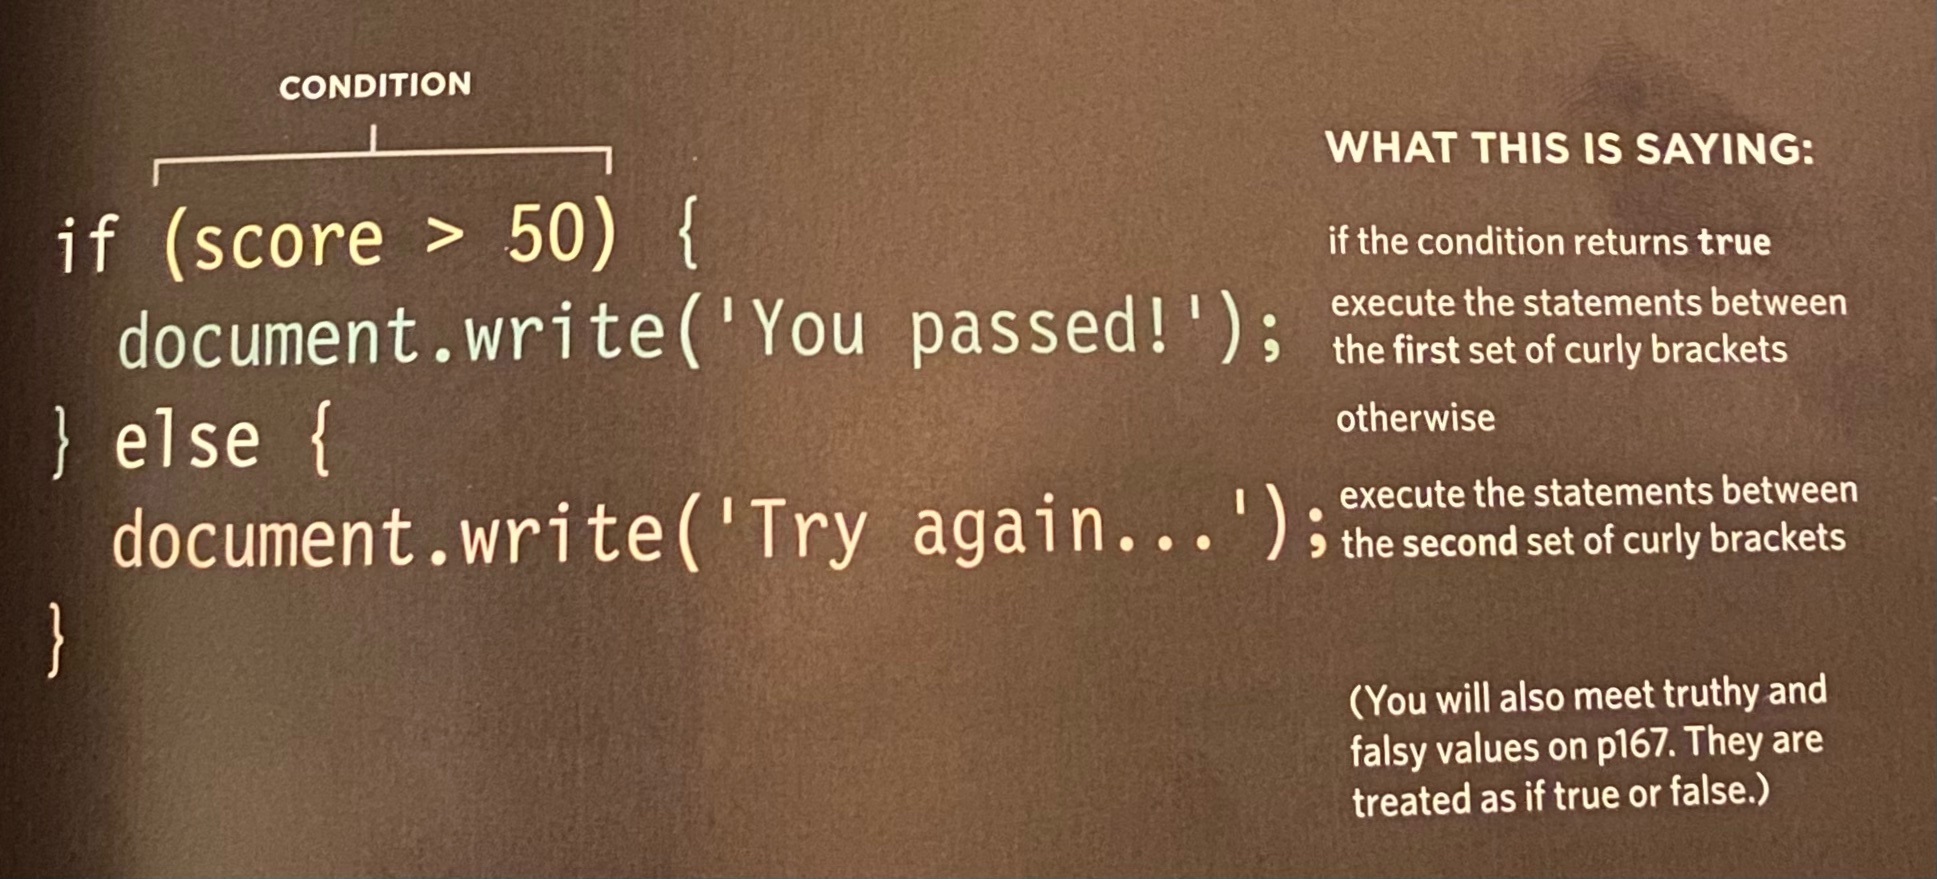 CONDITION
if (score > 50) {
document.write('You passed!');
} else {
document.write('Try again...');
}
WHAT THIS IS SAYING:
if the condition returns true
execute the statements between
the first set of curly brackets
otherwise
execute the statements between
the second set of curly brackets
(You will also meet truthy and
falsy values on p167. They are
treated as if true or false.)